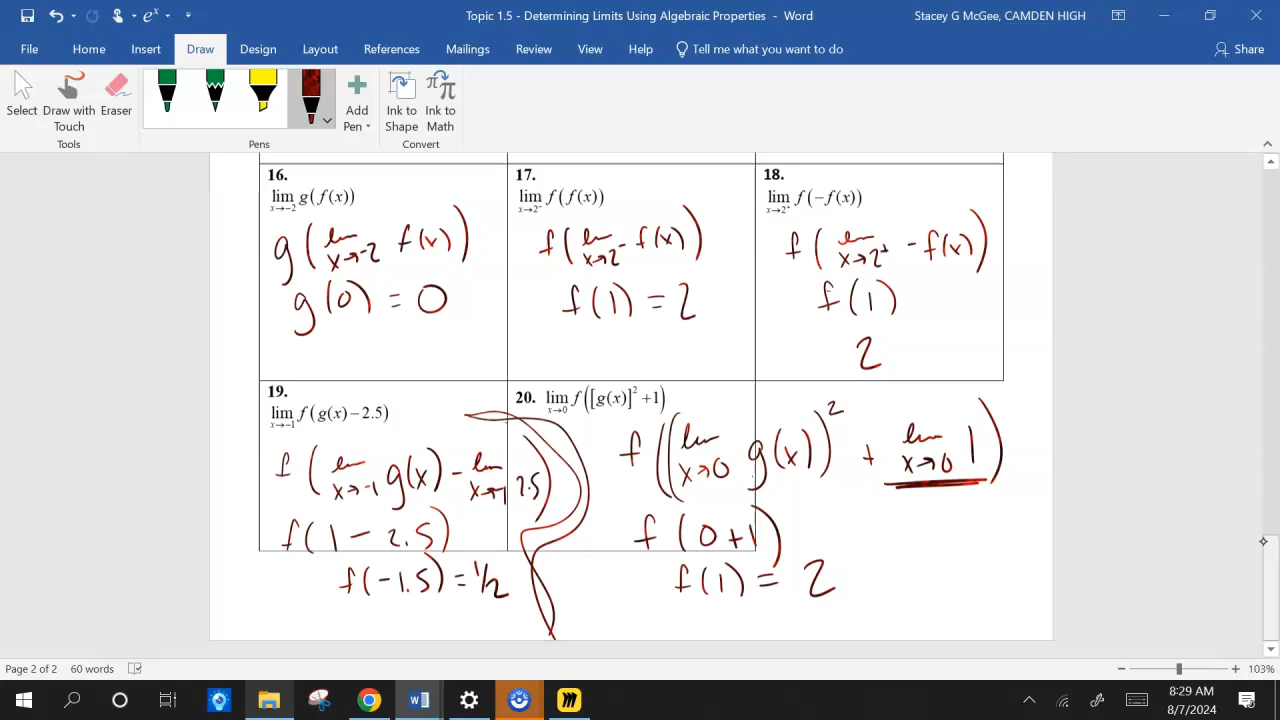 Topic 1.5 - Determining Limits Using Algebraic Properties - Word
Stacey G McGee, CAMDEN HIGH
File Home Insert Draw Design Layout References Mailings Review View Help Tell me what you want to do Share
Select Draw with Touch Eraser Add Pen Ink to Shape Ink to Math
Tools Pens Convert
16.
lim x→-2 g(f(x))
g(lim x→-2 f(x))
g(0) = 0
17.
lim x→2⁻ f(f(x))
f(lim x→2⁻ f(x))
f(1) = 2
18.
lim x→2⁺ f(-f(x))
f(lim x→2⁺ -f(x))
f(1)
2
19.
lim x→-1 f(g(x)-2.5)
f(lim x→-1 g(x) - lim x→-1 2.5)
f(1 - 2.5)
f(-1.5) = 1/2
20. lim x→0 f([g(x)]²+1)
f((lim x→0 g(x))² + lim x→0 1)
f(0+1)
f(1) = 2
Page 2 of 2 60 words 103%
8:29 AM
8/7/2024